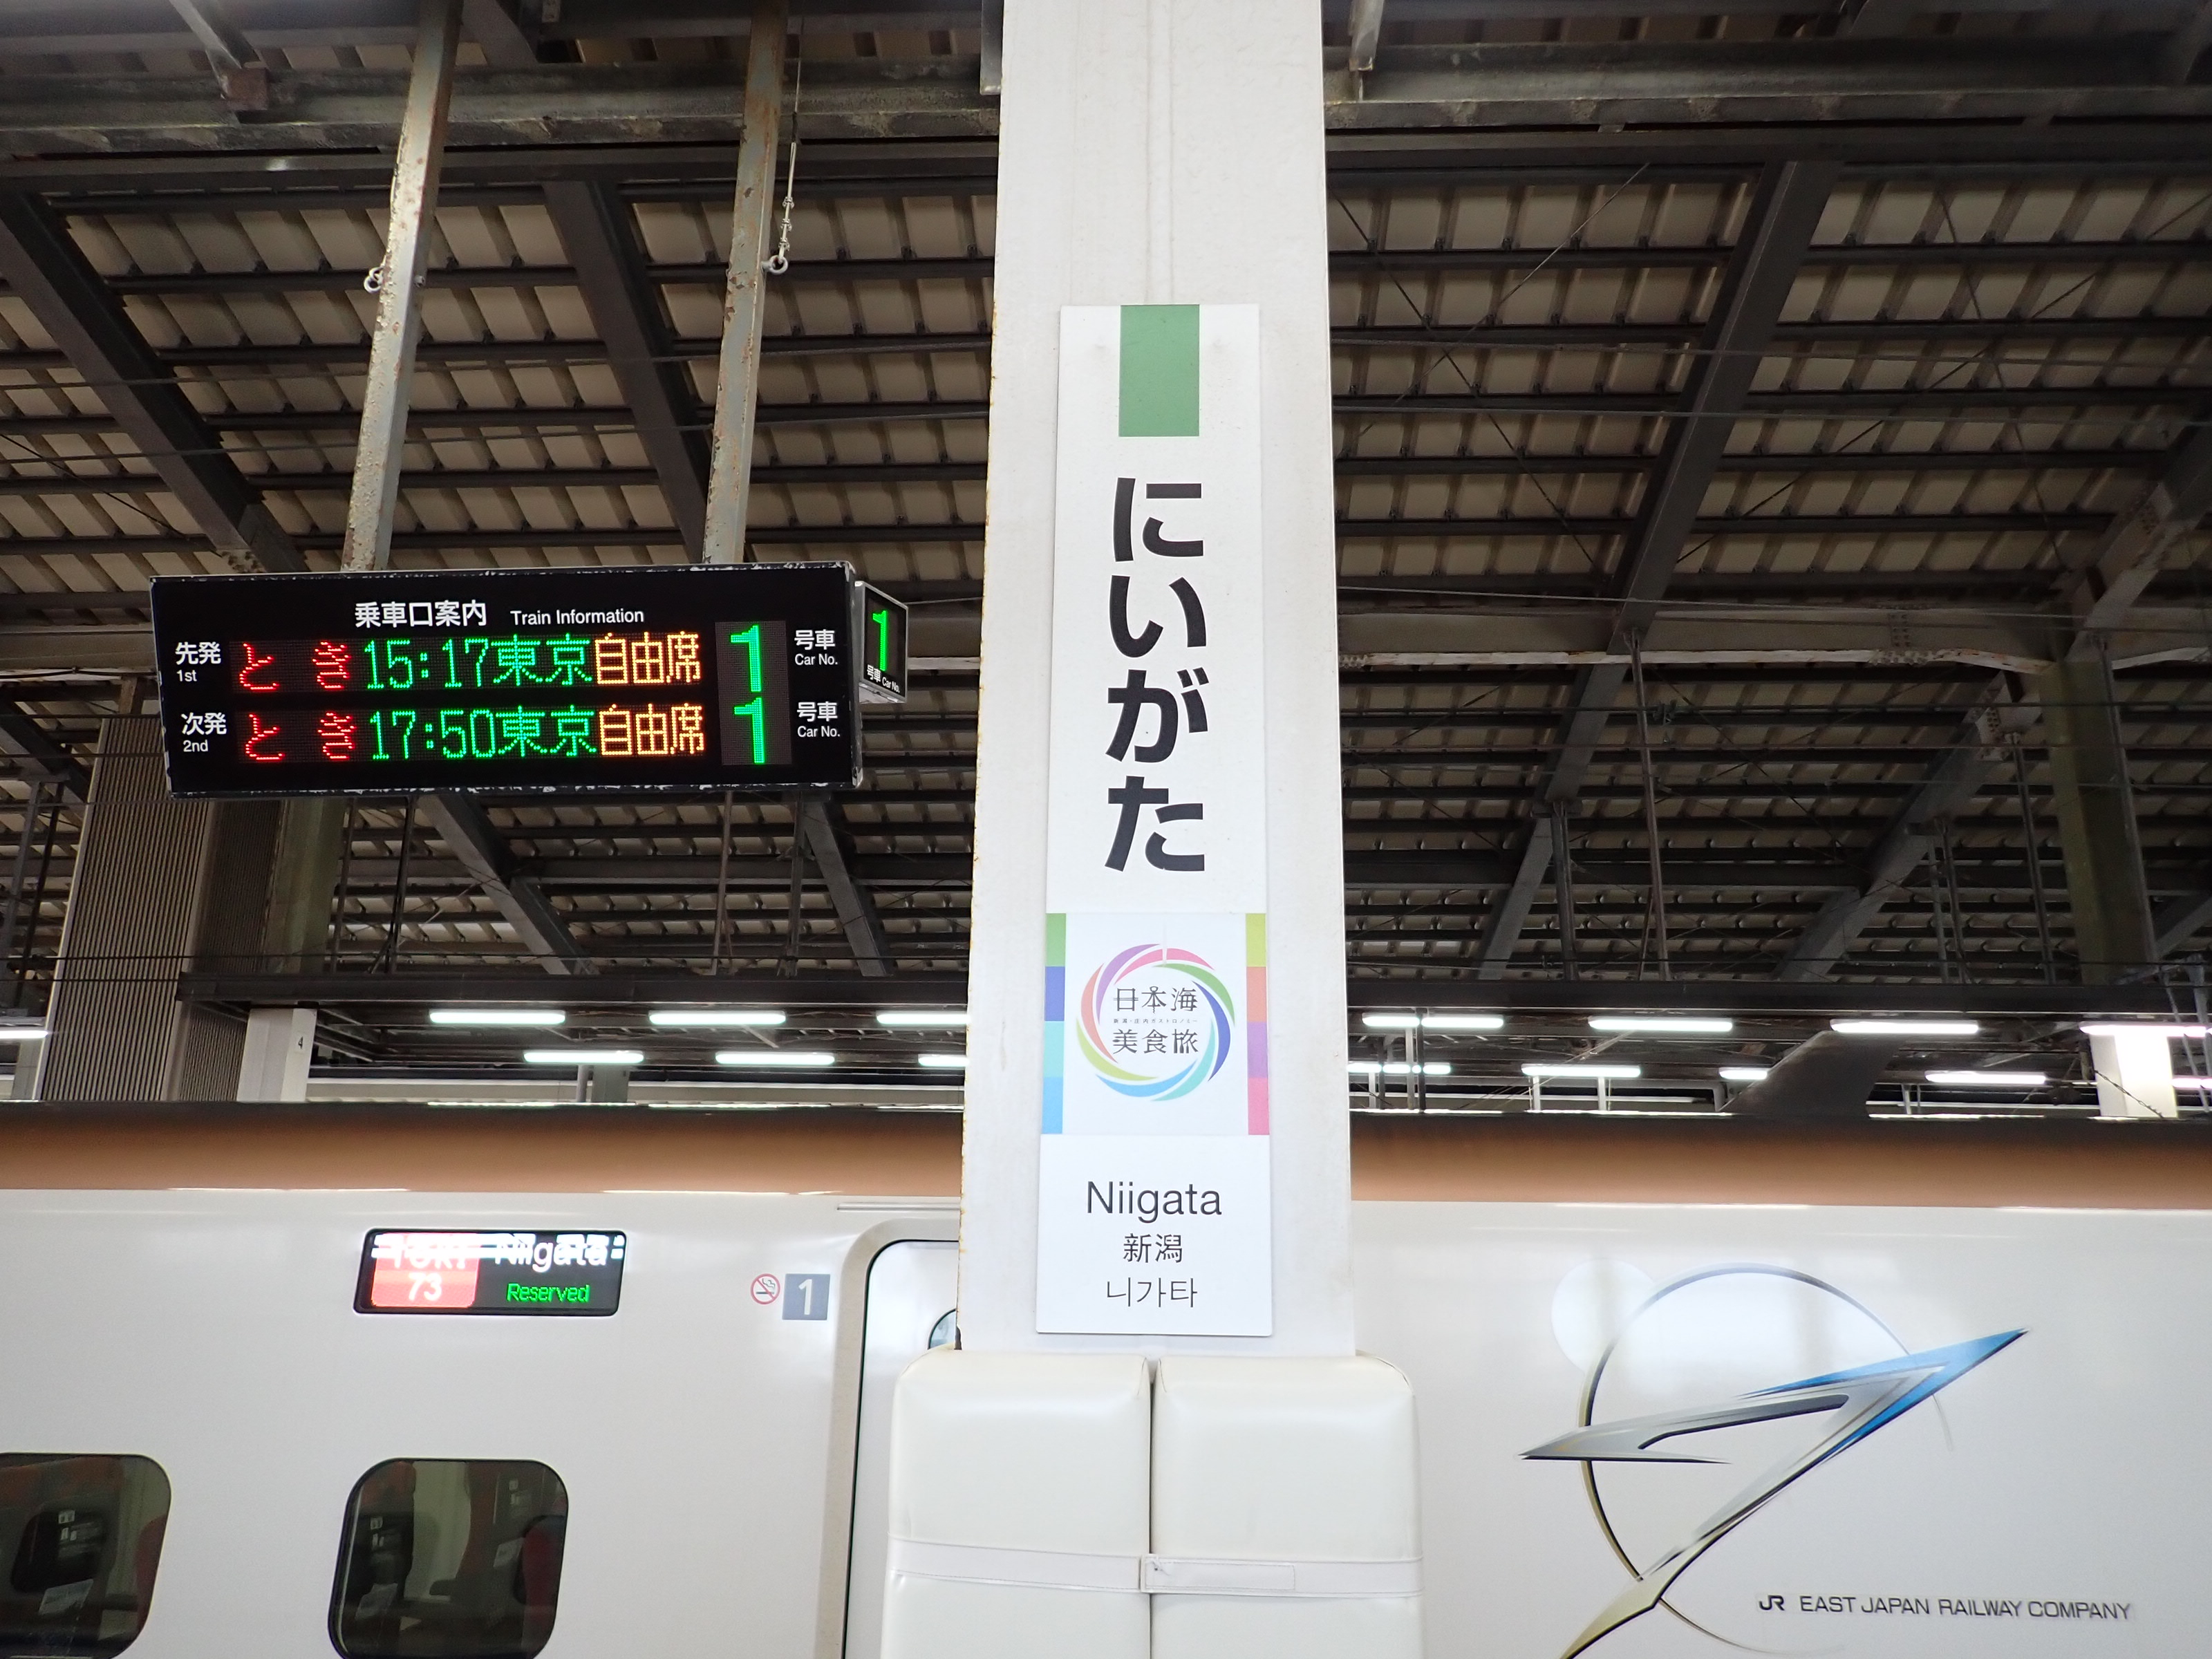 乗車口案内 Train Information
先発 とき 15:17 東京 自由席 1 号車
1st Car No.
次発 とき 17:50 東京 自由席 1 号車
2nd Car No.
1
号車 Car No.
にいがた
日本海
美食旅
Niigata
新潟
니가타
4
TOKI Niigata
73 Reserved
1
JR EAST JAPAN RAILWAY COMPANY